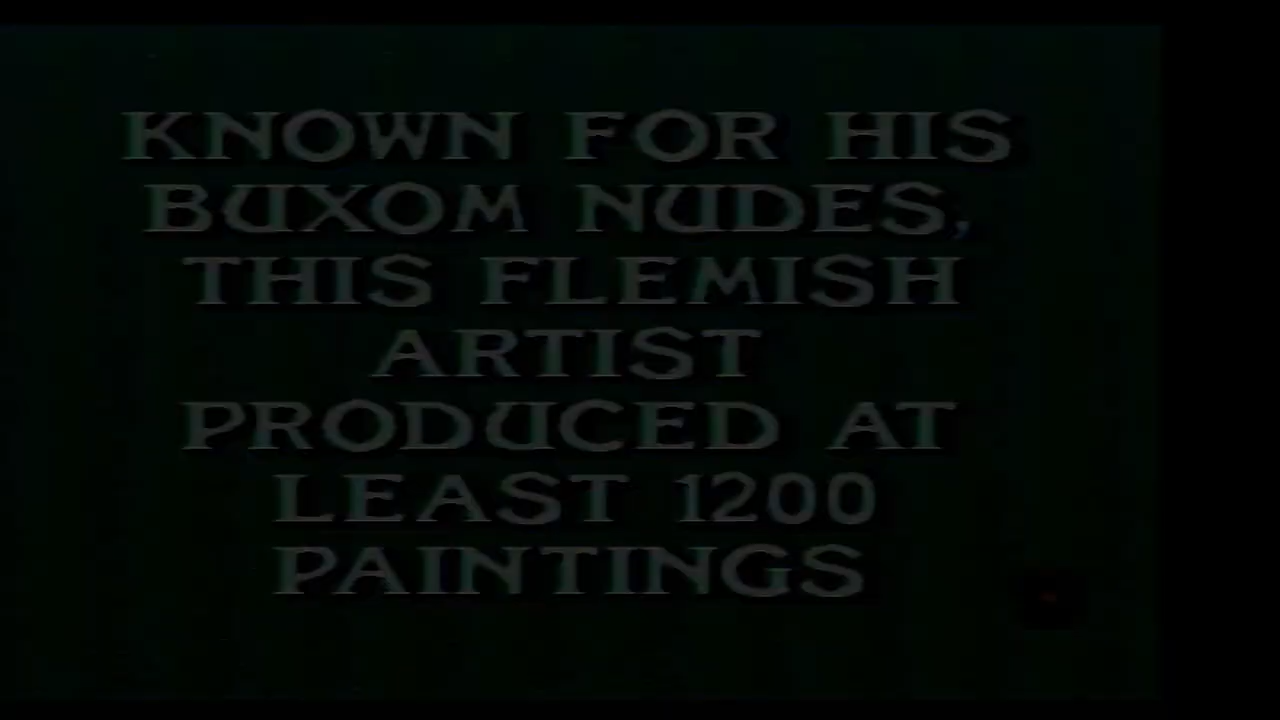 KNOWN FOR HIS
BUXOM NUDES,
THIS FLEMISH
ARTIST
PRODUCED AT
LEAST 1200
PAINTINGS